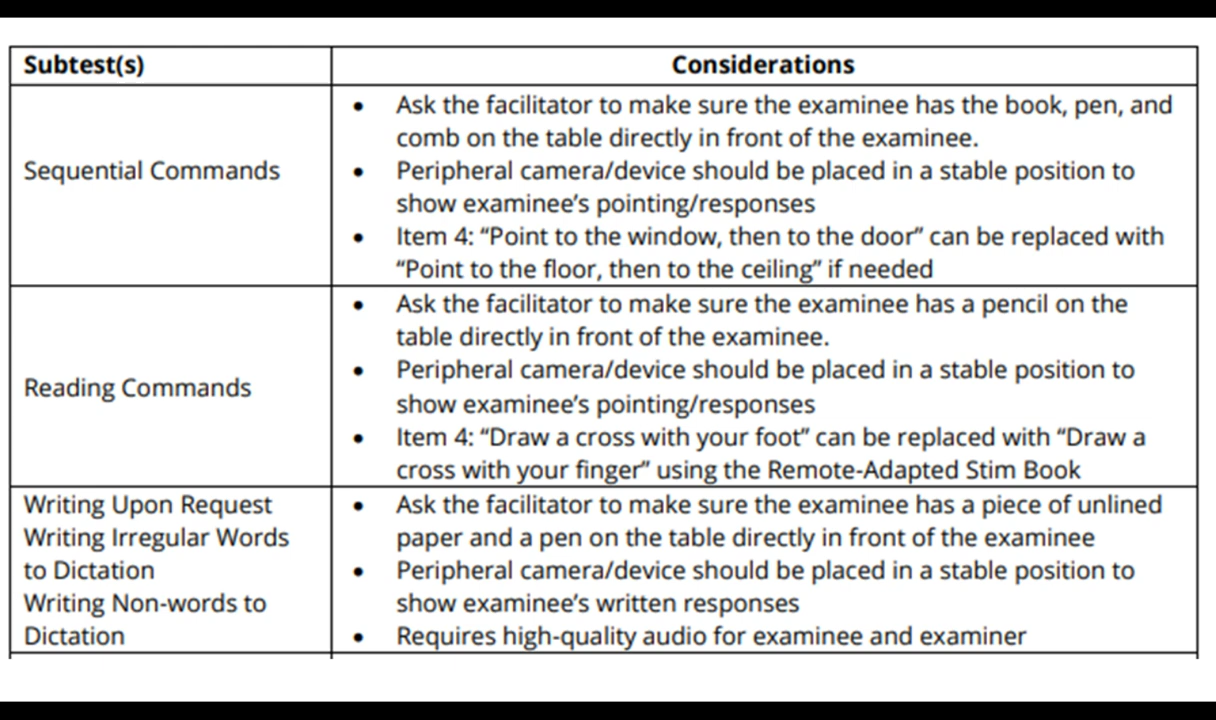 Subtest(s)
Considerations
Sequential Commands
• Ask the facilitator to make sure the examinee has the book, pen, and
comb on the table directly in front of the examinee.
• Peripheral camera/device should be placed in a stable position to
show examinee’s pointing/responses
• Item 4: “Point to the window, then to the door” can be replaced with
“Point to the floor, then to the ceiling” if needed
Reading Commands
• Ask the facilitator to make sure the examinee has a pencil on the
table directly in front of the examinee.
• Peripheral camera/device should be placed in a stable position to
show examinee’s pointing/responses
• Item 4: “Draw a cross with your foot” can be replaced with “Draw a
cross with your finger” using the Remote-Adapted Stim Book
Writing Upon Request
Writing Irregular Words
to Dictation
Writing Non-words to
Dictation
• Ask the facilitator to make sure the examinee has a piece of unlined
paper and a pen on the table directly in front of the examinee
• Peripheral camera/device should be placed in a stable position to
show examinee’s written responses
• Requires high-quality audio for examinee and examiner